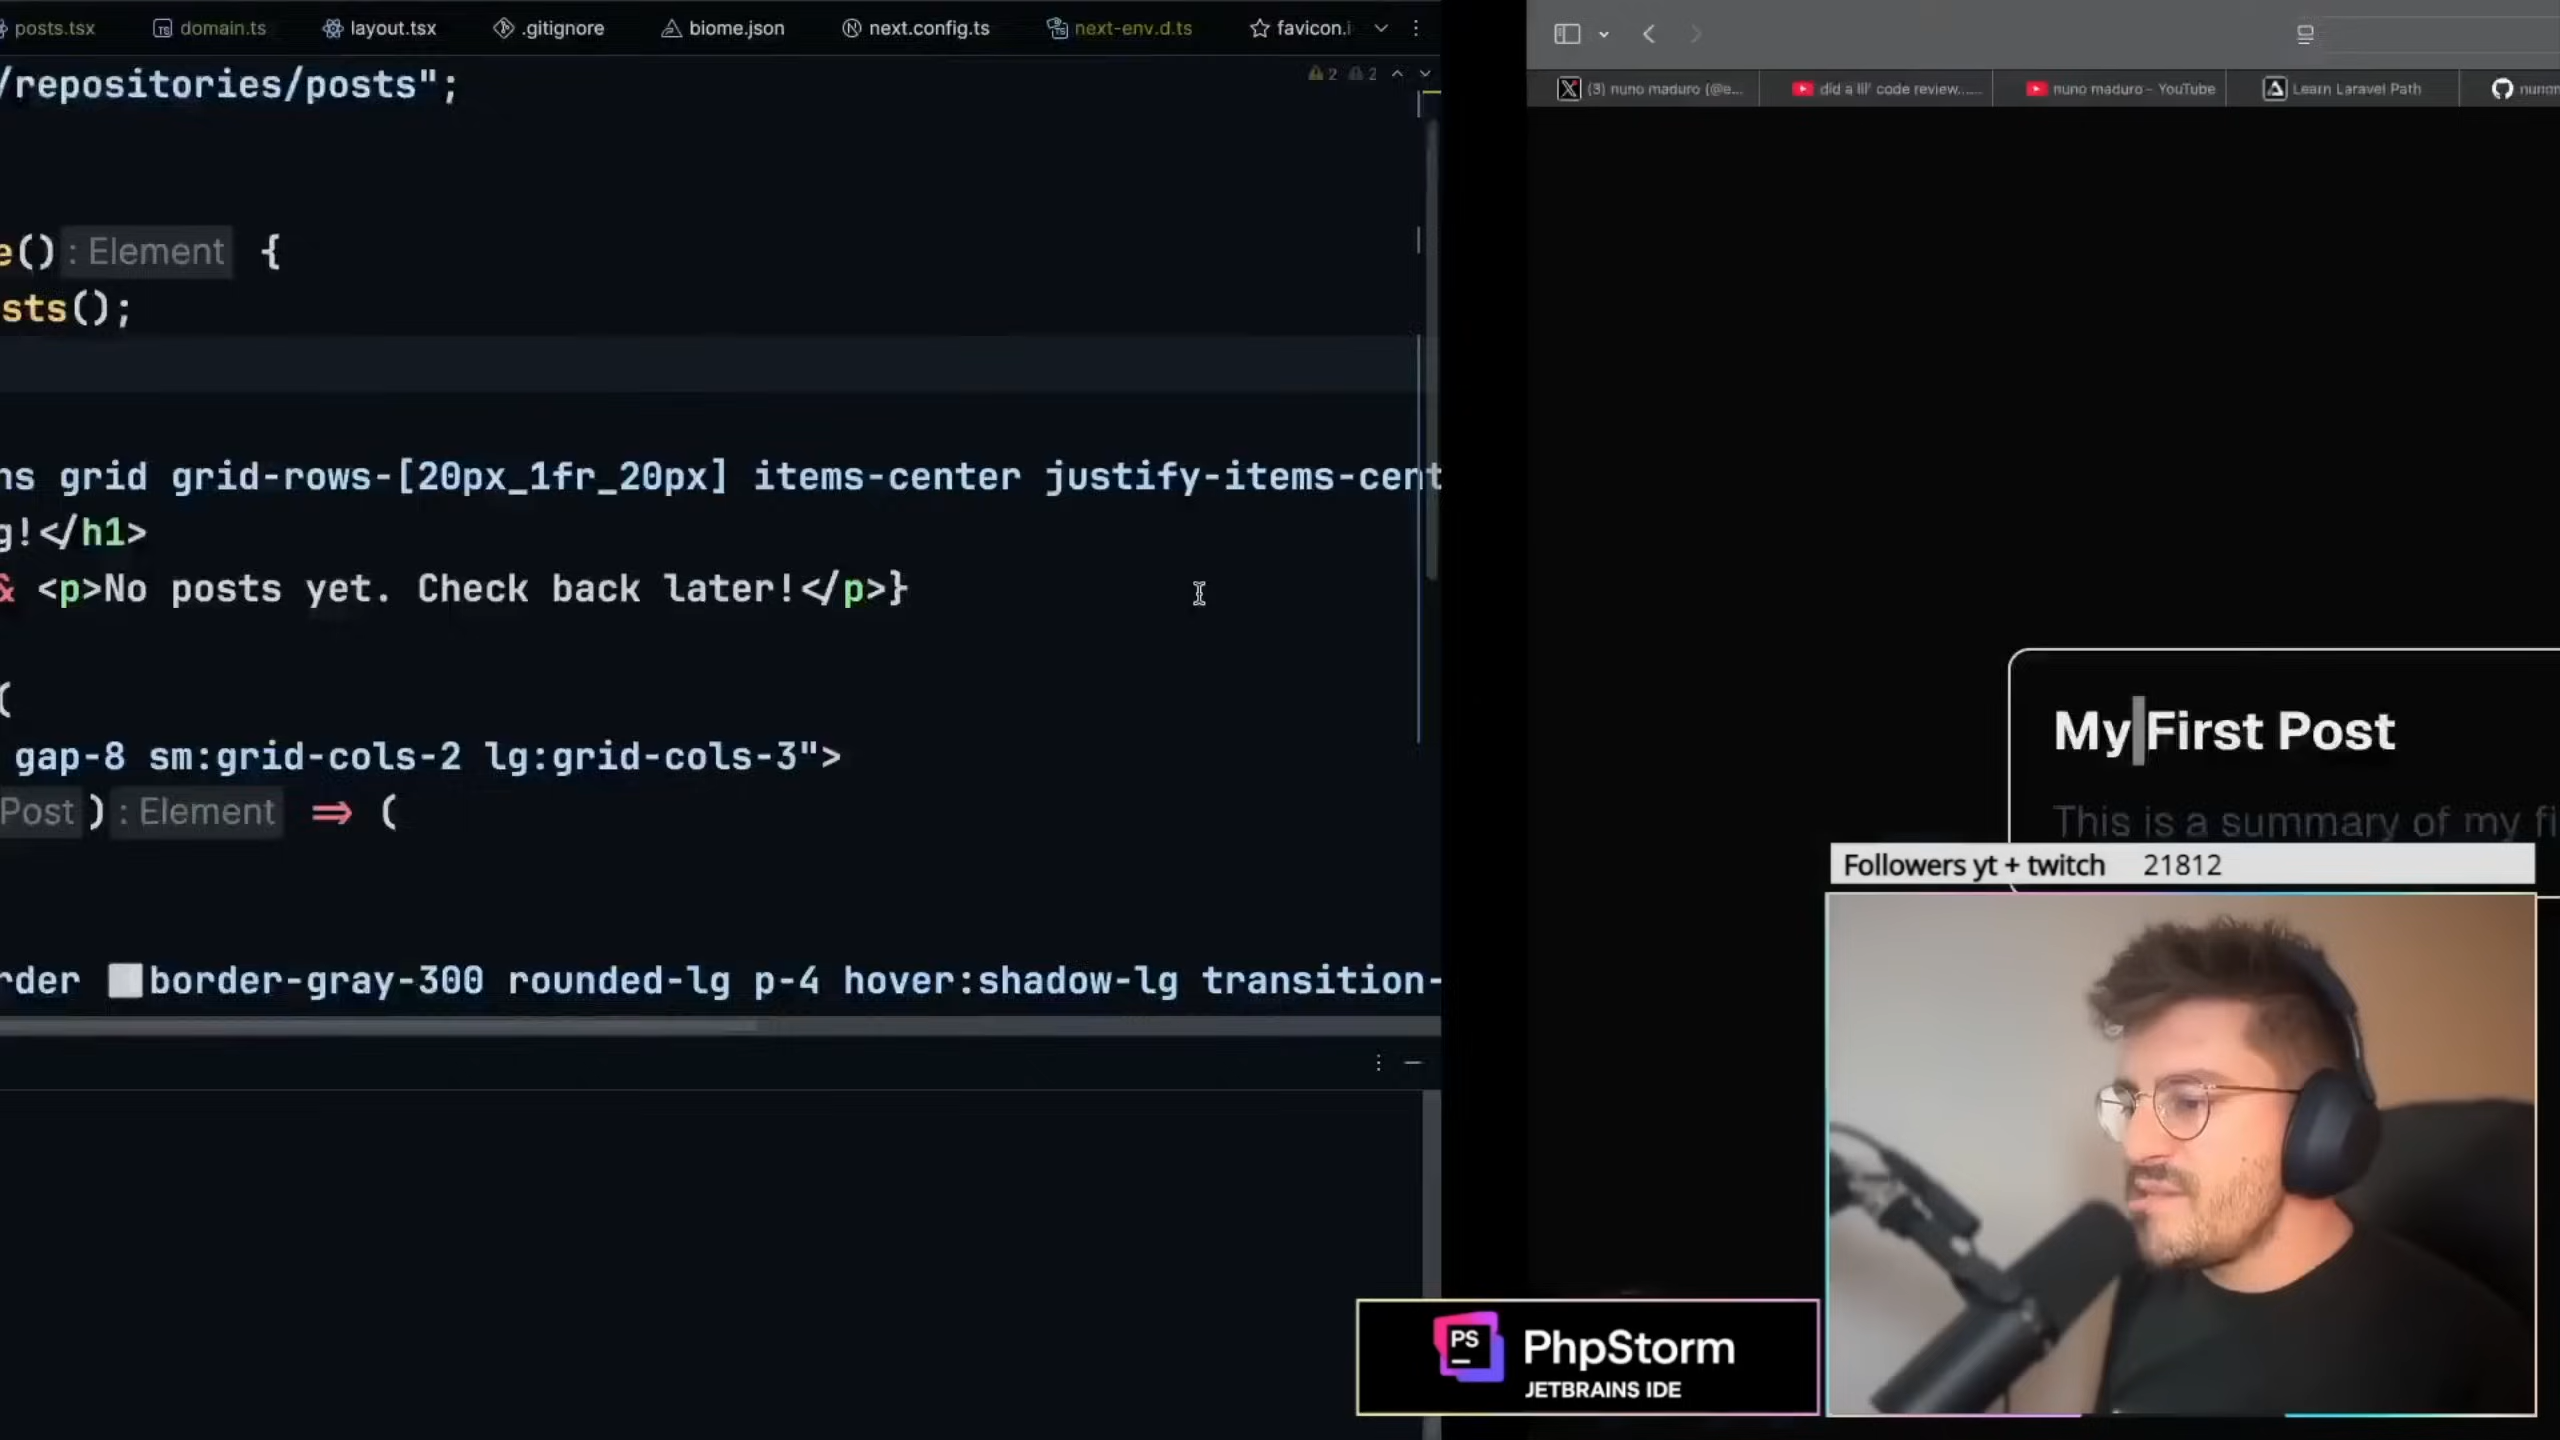 posts.tsx domain.ts layout.tsx .gitignore biome.json next.config.ts next-env.d.ts favicon.i
/repositories/posts";
2 2
e() : Element {
sts();
ns grid grid-rows-[20px_1fr_20px] items-center justify-items-cent
g!</h1>
& <p>No posts yet. Check back later!</p>}
(
gap-8 sm:grid-cols-2 lg:grid-cols-3">
Post ) : Element => (
rder border-gray-300 rounded-lg p-4 hover:shadow-lg transition-
(3) nuno maduro (@e... did a lil' code review...... nuno maduro - YouTube Learn Laravel Path nunom
My First Post
This is a summary of my fi
Followers yt + twitch 21812
PS
PhpStorm
JETBRAINS IDE